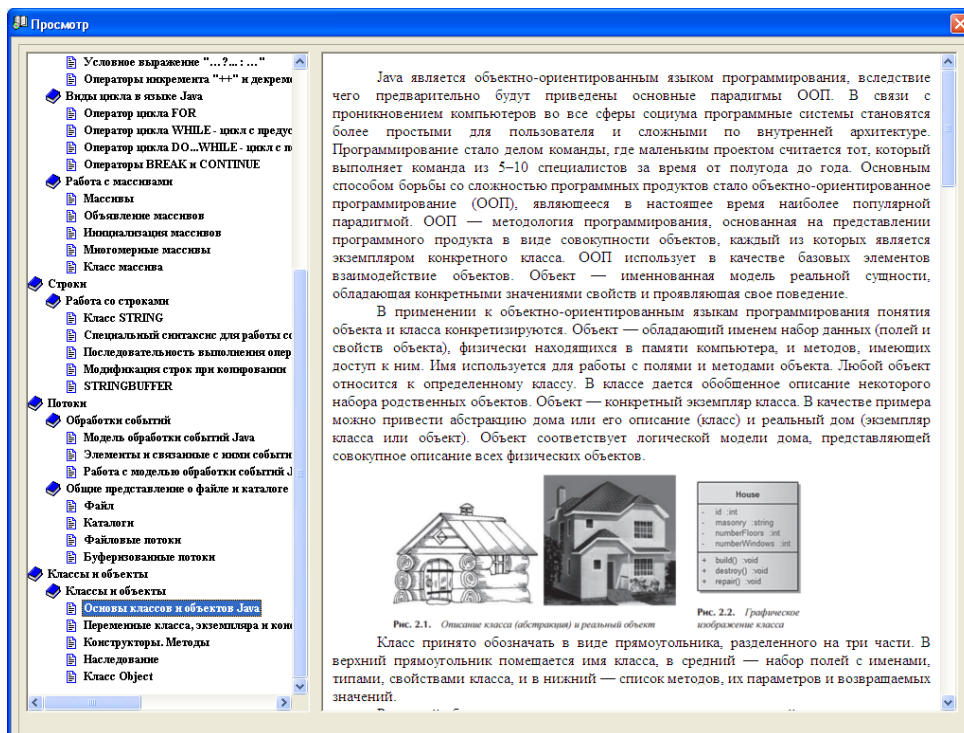 Просмотр
Условное выражение "...?... : ..."
Операторы инкремента "++" и декрем
Виды цикла в языке Java
Оператор цикла FOR
Оператор цикла WHILE - цикл с предус
Оператор цикла DO...WHILE - цикл с п
Операторы BREAK и CONTINUE
Работа с массивами
Массивы
Объявление массивов
Инициализация массивов
Многомерные массивы
Класс массива
Строки
Работа со строками
Класс STRING
Специальный синтаксис для работы со
Последовательность выполнения опер
Модификация строк при копировании
STRINGBUFFER
Потоки
Обработки событий
Модель обработки событий Java
Элементы и связанные с ними событи
Работа с моделью обработки событий J
Общие представление о файле и каталоге
Файл
Каталоги
Файловые потоки
Буферизованные потоки
Классы и объекты
Классы и объекты
Основы классов и объектов Java
Переменные класса, экземпляра и кон
Конструкторы. Методы
Наследование
Класс Object
Java является объектно-ориентированным языком программирования, вследствие
чего предварительно будут приведены основные парадигмы ООП. В связи с
проникновением компьютеров во все сферы социума программные системы становятся
более простыми для пользователя и сложными по внутренней архитектуре.
Программирование стало делом команды, где маленьким проектом считается тот, который
выполняет команда из 5–10 специалистов за время от полугода до года. Основным
способом борьбы со сложностью программных продуктов стало объектно-ориентированное
программирование (ООП), являющееся в настоящее время наиболее популярной
парадигмой. ООП — методология программирования, основанная на представлении
программного продукта в виде совокупности объектов, каждый из которых является
экземпляром конкретного класса. ООП использует в качестве базовых элементов
взаимодействие объектов. Объект — именнованная модель реальной сущности,
обладающая конкретными значениями свойств и проявляющая свое поведение.
В применении к объектно-ориентированным языкам программирования понятия
объекта и класса конкретизируются. Объект — обладающий именем набор данных (полей и
свойств объекта), физически находящихся в памяти компьютера, и методов, имеющих
доступ к ним. Имя используется для работы с полями и методами объекта. Любой объект
относится к определенному классу. В классе дается обобщенное описание некоторого
набора родственных объектов. Объект — конкретный экземпляр класса. В качестве примера
можно привести абстракцию дома или его описание (класс) и реальный дом (экземпляр
класса или объект). Объект соответствует логической модели дома, представляющей
совокупное описание всех физических объектов.
House
- id :int
- masonry :string
- numberFloors :int
- numberWindows :int
+ build() :void
+ destroy() :void
+ repair() :void
Рис. 2.1. Описание класса (абстракция) и реальный объект
Рис. 2.2. Графическое
изображение класса
Класс принято обозначать в виде прямоугольника, разделенного на три части. В
верхний прямоугольник помещается имя класса, в средний — набор полей с именами,
типами, свойствами класса, и в нижний — список методов, их параметров и возвращаемых
значений.